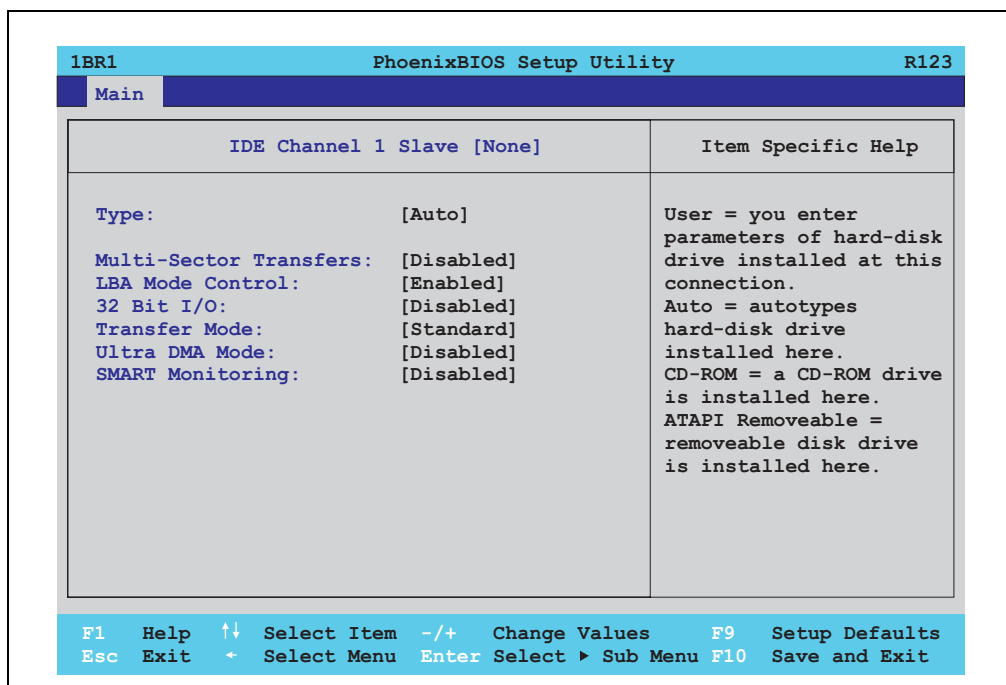 1BR1 PhoenixBIOS Setup Utility R123
Main
IDE Channel 1 Slave [None]
Item Specific Help
Type: [Auto]
Multi-Sector Transfers: [Disabled]
LBA Mode Control: [Enabled]
32 Bit I/O: [Disabled]
Transfer Mode: [Standard]
Ultra DMA Mode: [Disabled]
SMART Monitoring: [Disabled]
User = you enter
parameters of hard-disk
drive installed at this
connection.
Auto = autotypes
hard-disk drive
installed here.
CD-ROM = a CD-ROM drive
is installed here.
ATAPI Removeable =
removeable disk drive
is installed here.
F1 Help ↑↓ Select Item -/+ Change Values F9 Setup Defaults
Esc Exit ← Select Menu Enter Select ▶ Sub Menu F10 Save and Exit